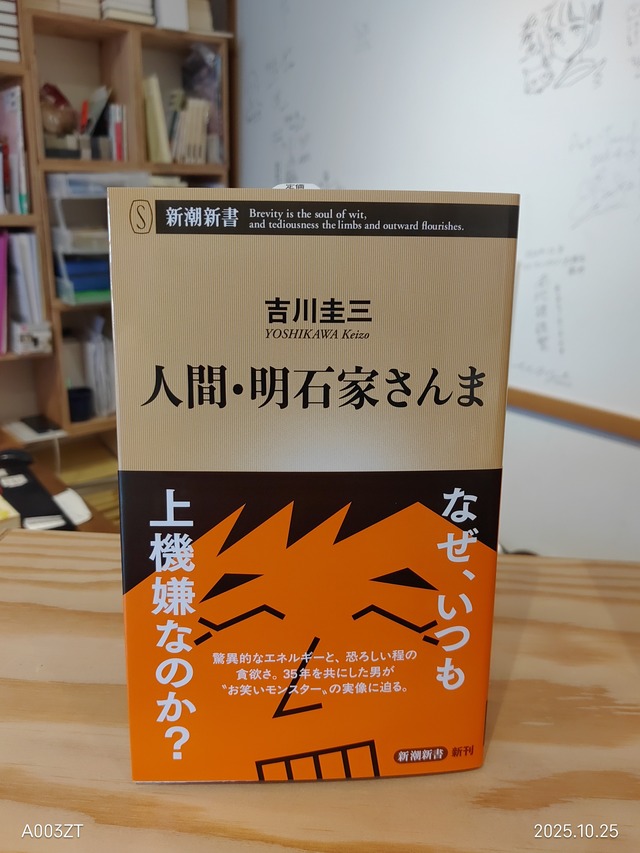 S
新潮新書
Brevity is the soul of wit,
and tediousness the limbs and outward flourishes.
吉川圭三
YOSHIKAWA Keizo
人間・明石家さんま
なぜ、いつも
上機嫌なのか?
驚異的なエネルギーと、恐ろしい程の
貪欲さ。35年を共にした男が
〝お笑いモンスター〟の実像に迫る。
新潮新書 新刊
A003ZT
2025.10.25